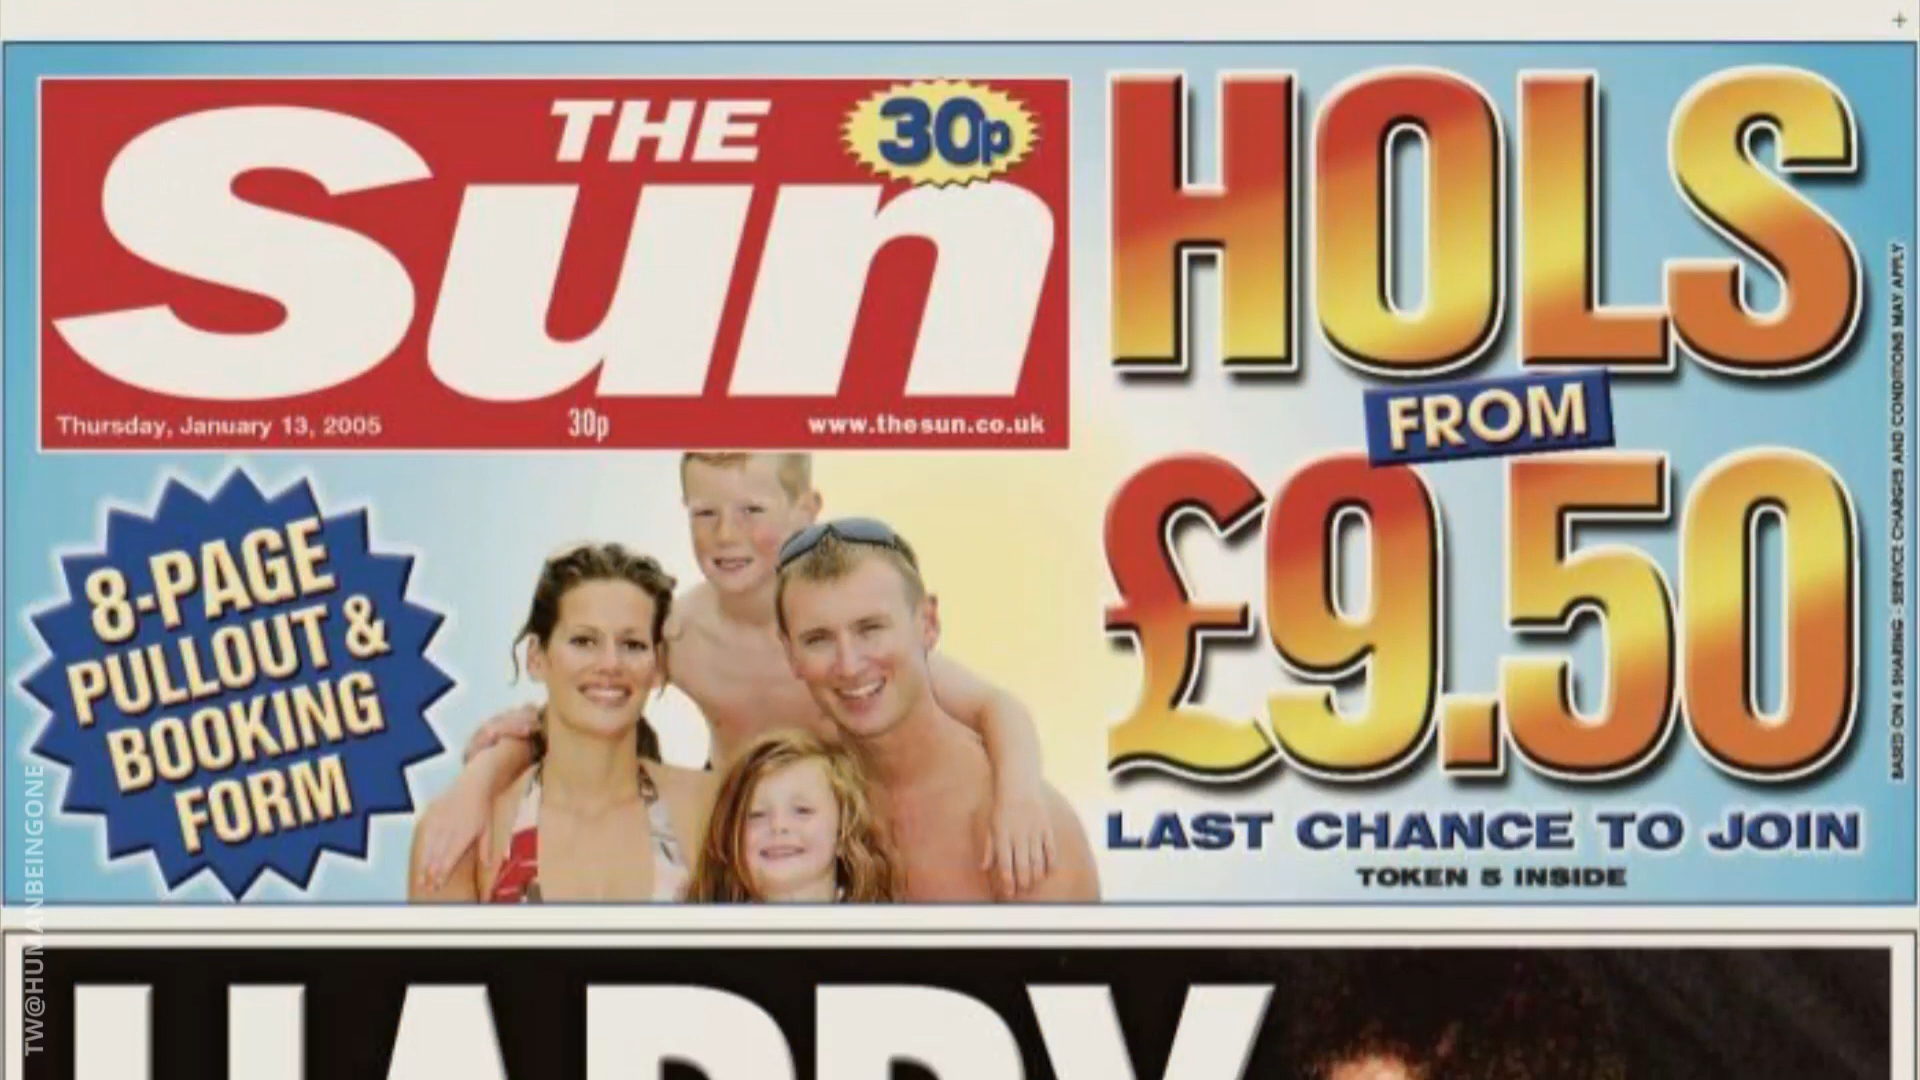 THE
30p
Sun
Thursday, January 13, 2005
30p
www.thesun.co.uk
HOLS
FROM
£9.50
LAST CHANCE TO JOIN
TOKEN 5 INSIDE
BASED ON 4 SHARING - SERVICE CHARGES AND CONDITIONS MAY APPLY
8-PAGE
PULLOUT &
BOOKING
FORM
TW@HUMANBEINGONE